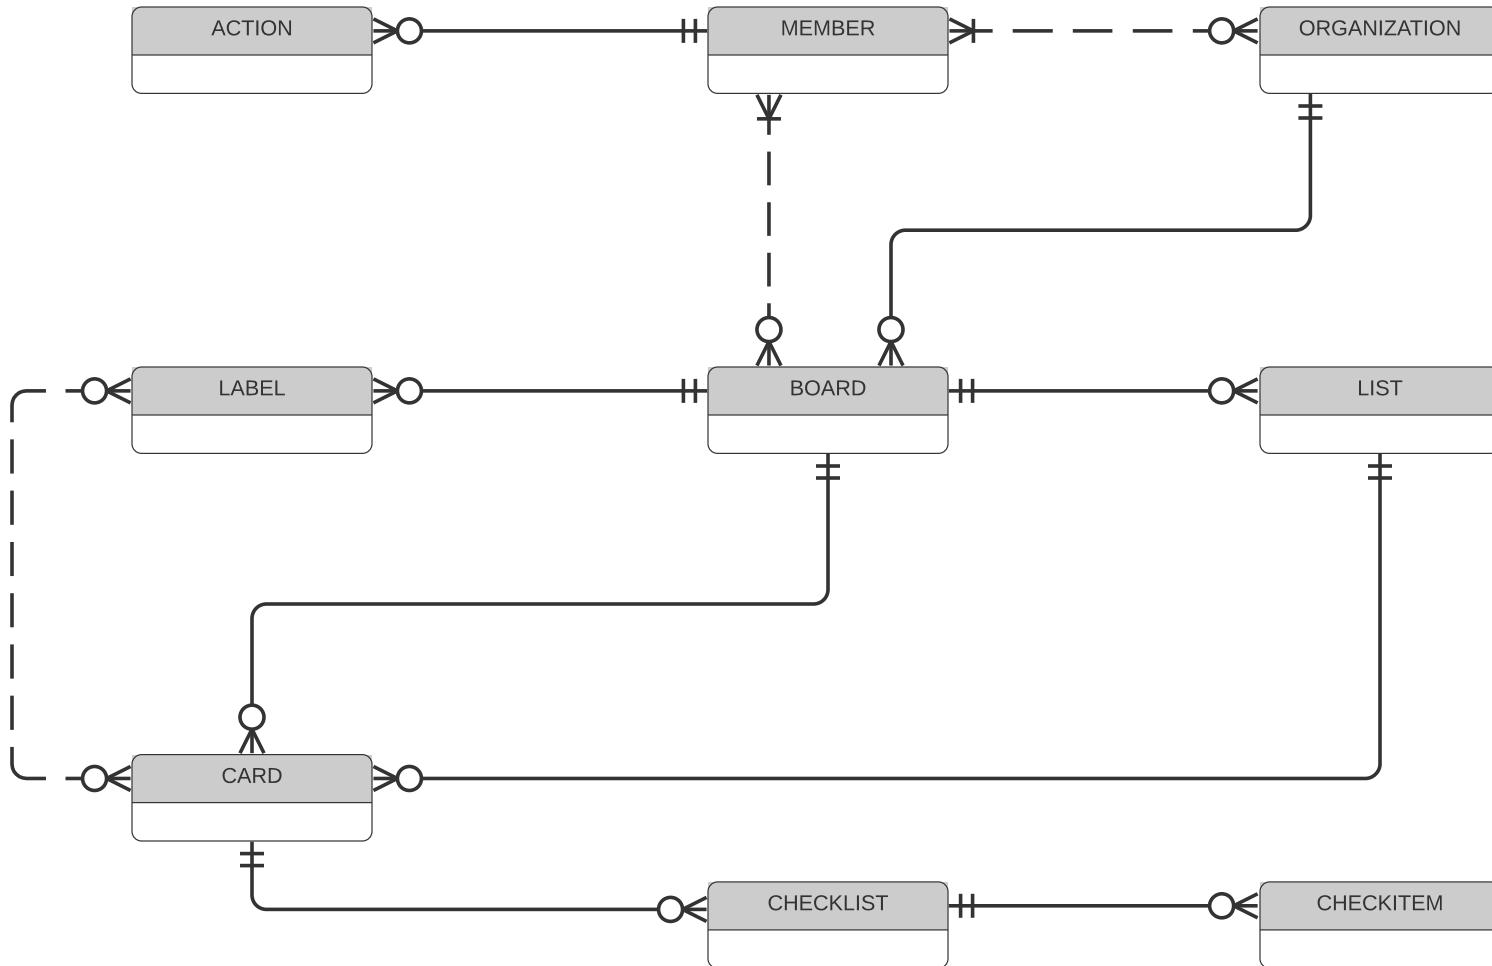 ACTION
MEMBER
ORGANIZATION
LABEL
BOARD
LIST
CARD
CHECKLIST
CHECKITEM